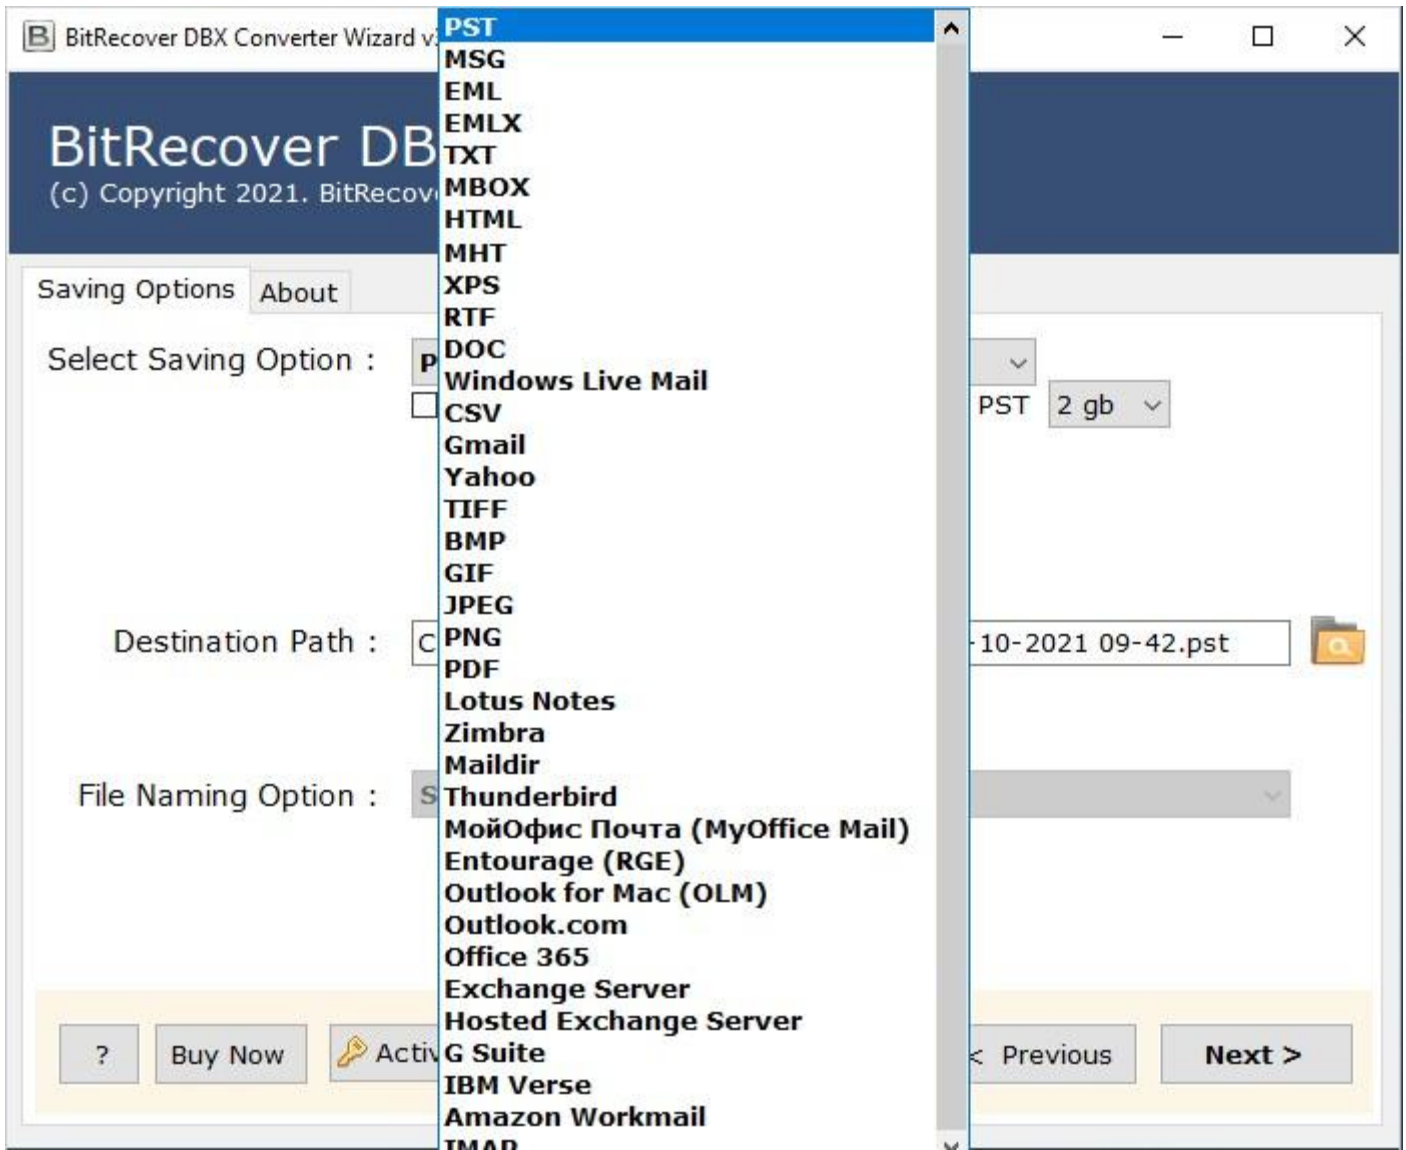 BitRecover DBX Converter Wizard
BitRecover
(c) Copyright 2021.
Saving Options About
Select Saving Option :
PST 2 gb
Destination Path :
-10-2021 09-42.pst
File Naming Option :
? Buy Now
< Previous Next >
PST
MSG
EML
EMLX
TXT
MBOX
HTML
MHT
XPS
RTF
DOC
Windows Live Mail
CSV
Gmail
Yahoo
TIFF
BMP
GIF
JPEG
PNG
PDF
Lotus Notes
Zimbra
Maildir
Thunderbird
МойОфис Почта (MyOffice Mail)
Entourage (RGE)
Outlook for Mac (OLM)
Outlook.com
Office 365
Exchange Server
Hosted Exchange Server
G Suite
IBM Verse
Amazon Workmail
IMAP